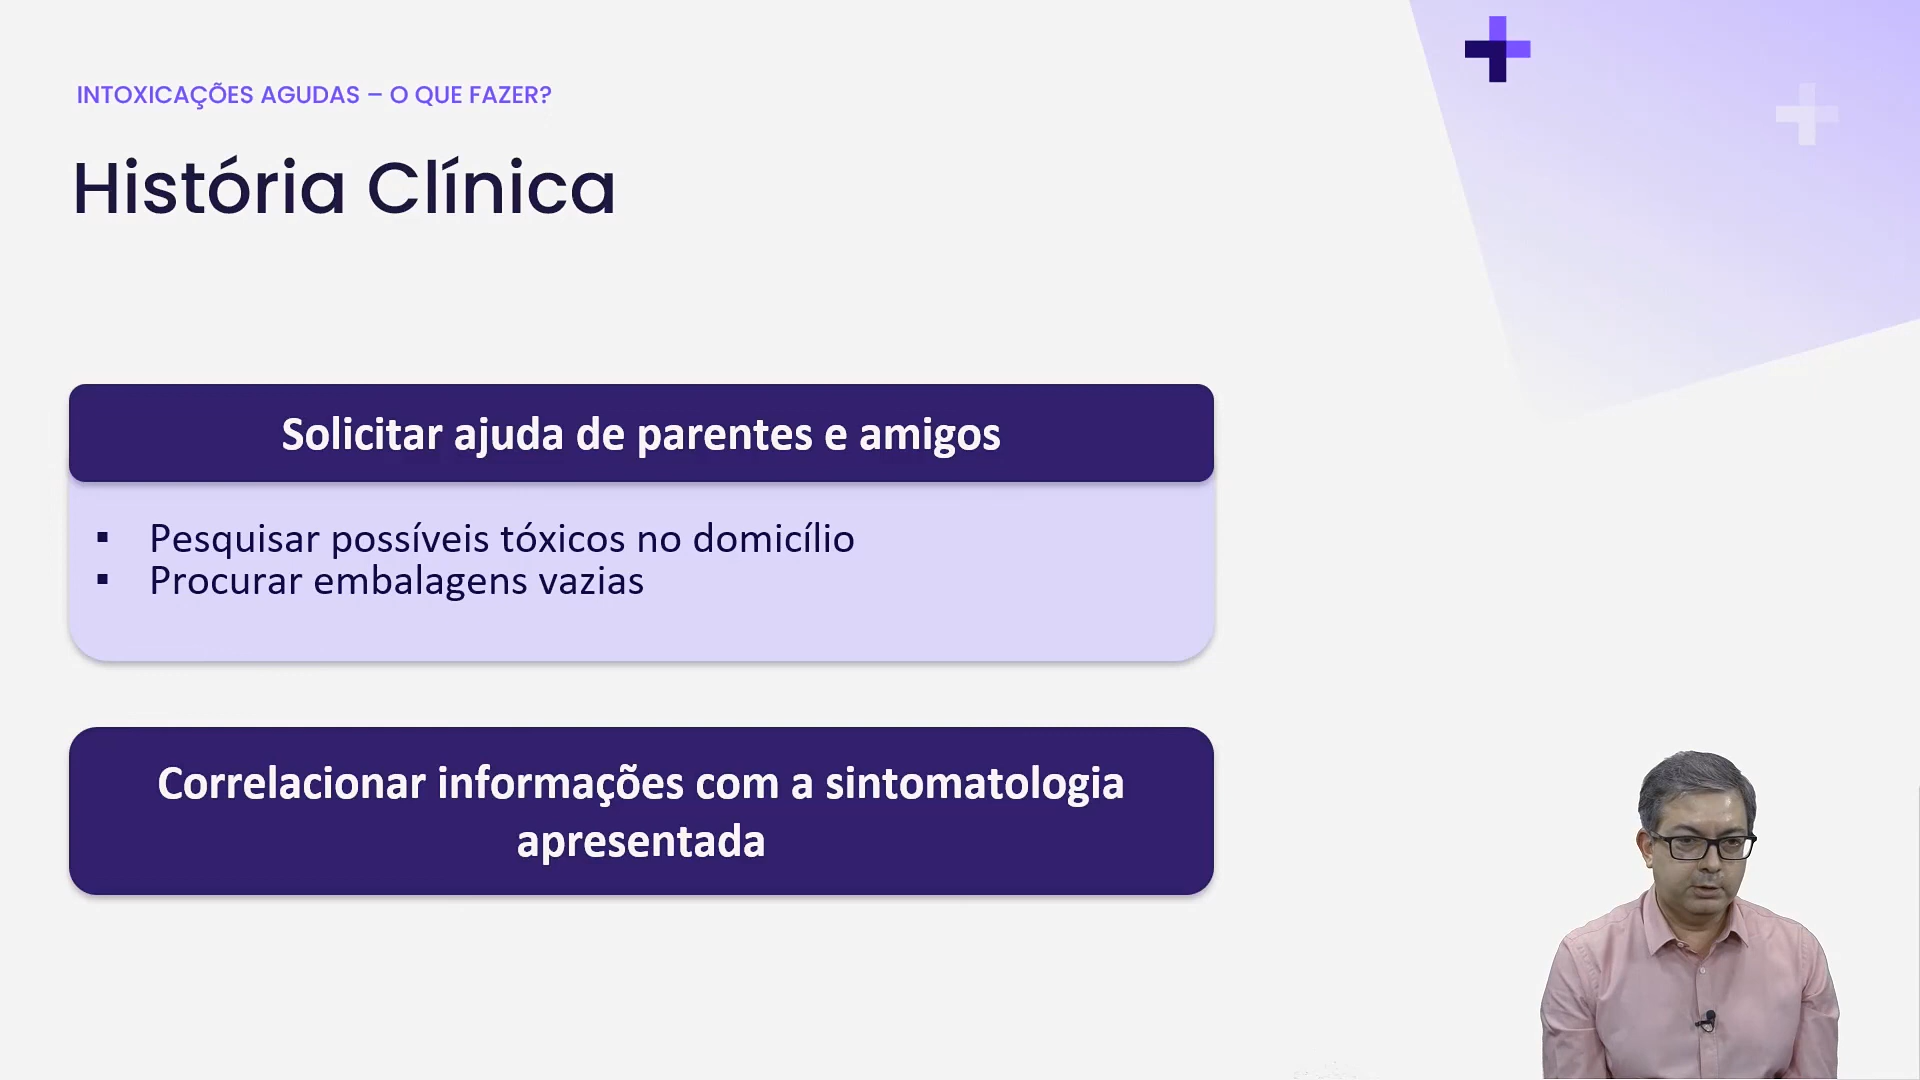 INTOXICAÇÕES AGUDAS – O QUE FAZER?
História Clínica
Solicitar ajuda de parentes e amigos
▪ Pesquisar possíveis tóxicos no domicílio
▪ Procurar embalagens vazias
Correlacionar informações com a sintomatologia
apresentada